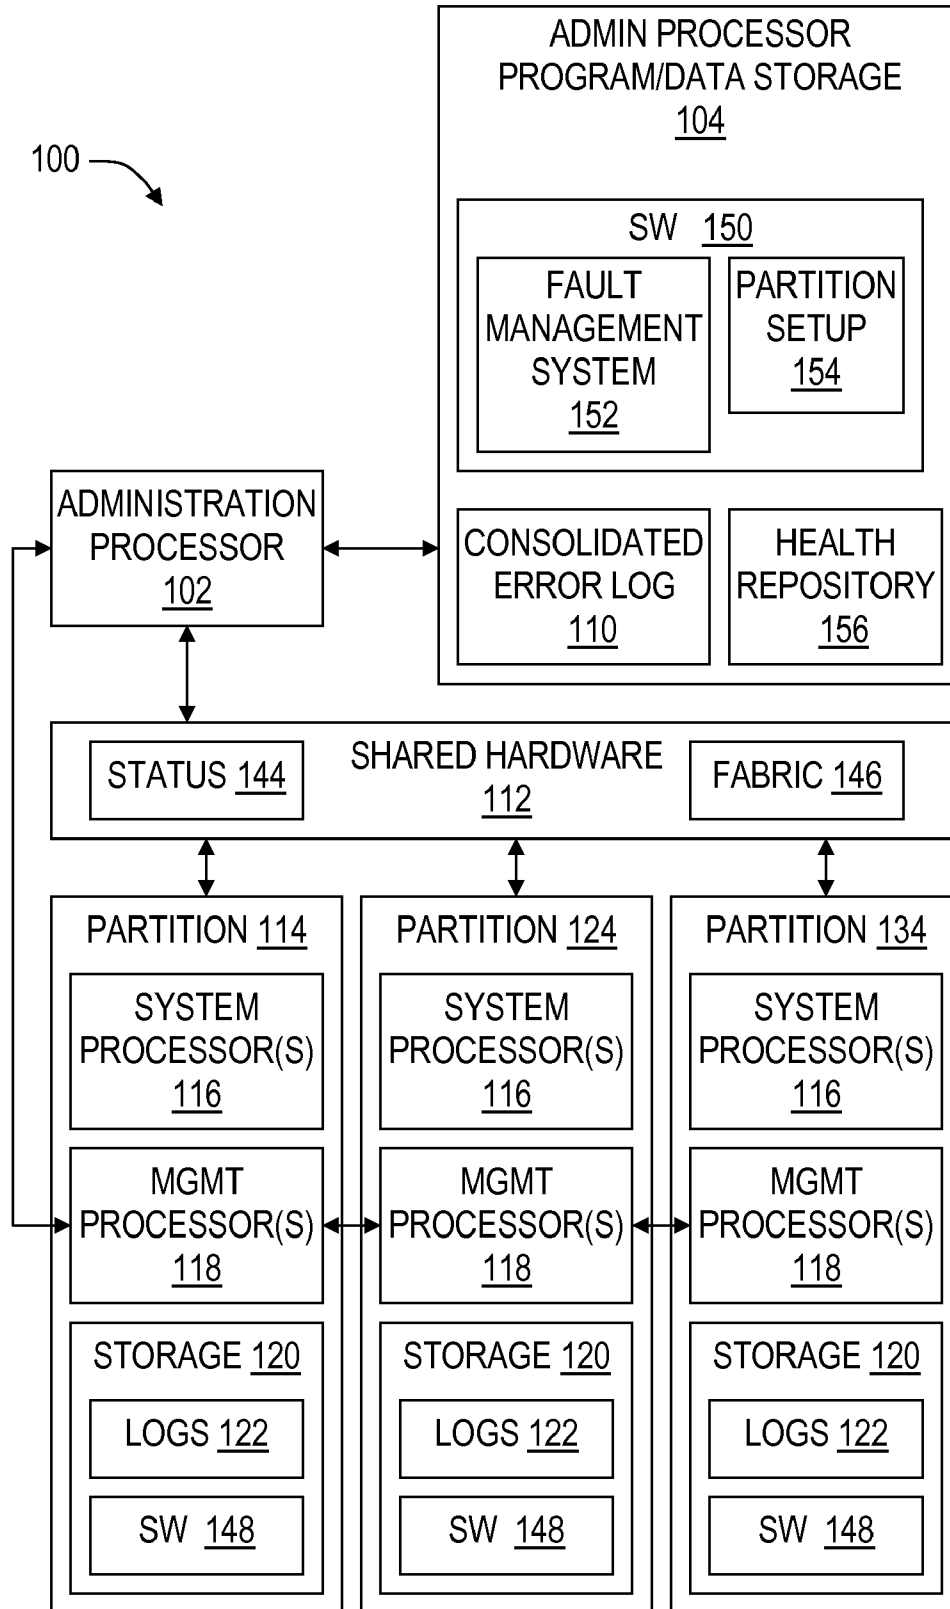 ADMIN PROCESSOR
PROGRAM/DATA STORAGE
104
100
SW 150
FAULT
MANAGEMENT
SYSTEM
152
PARTITION
SETUP
154
ADMINISTRATION
PROCESSOR
102
CONSOLIDATED
ERROR LOG
110
HEALTH
REPOSITORY
156
STATUS 144
SHARED HARDWARE
112
FABRIC 146
PARTITION 114
SYSTEM
PROCESSOR(S)
116
MGMT
PROCESSOR(S)
118
STORAGE 120
LOGS 122
SW 148
PARTITION 124
SYSTEM
PROCESSOR(S)
116
MGMT
PROCESSOR(S)
118
STORAGE 120
LOGS 122
SW 148
PARTITION 134
SYSTEM
PROCESSOR(S)
116
MGMT
PROCESSOR(S)
118
STORAGE 120
LOGS 122
SW 148